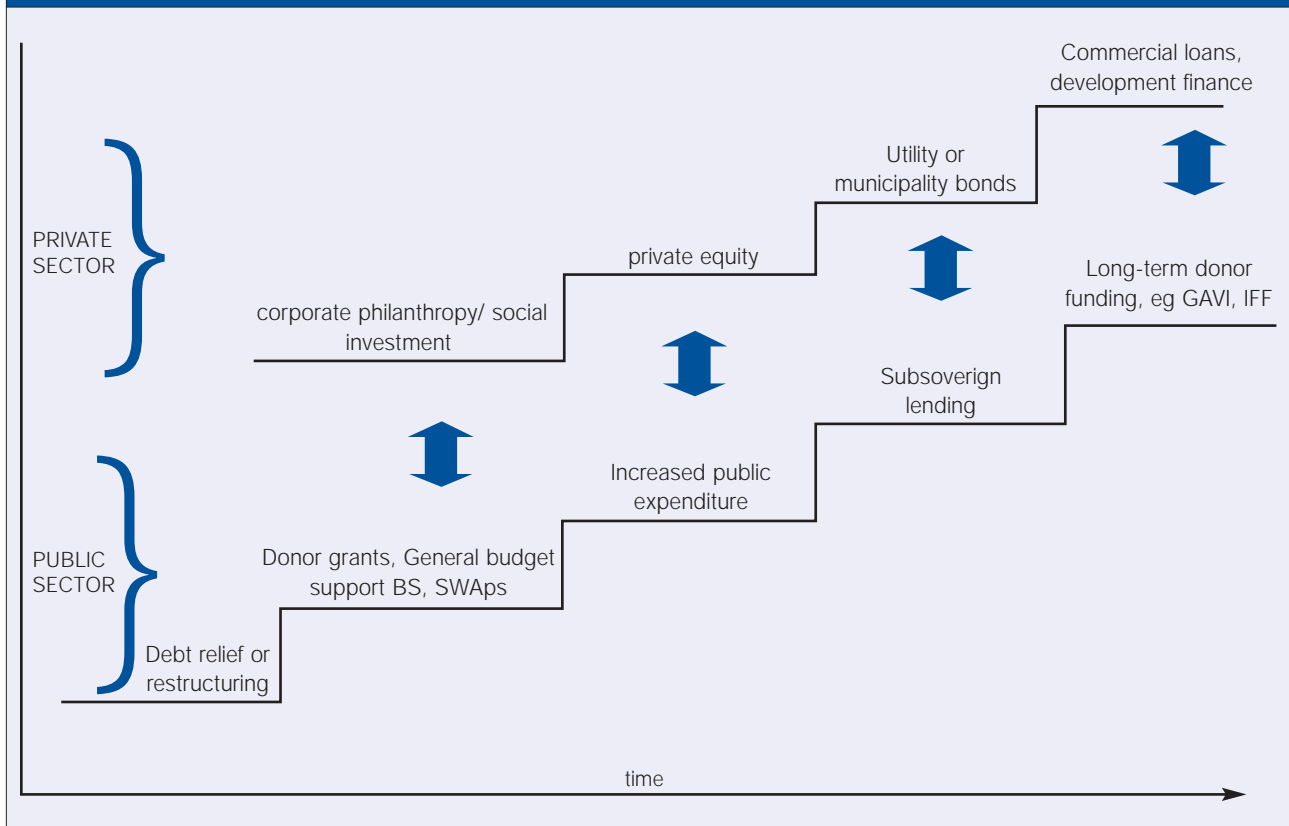 Commercial loans,
development finance
Utility or
municipality bonds
PRIVATE
SECTOR
private equity
Long-term donor
funding, eg GAVI, IFF
corporate philanthropy/ social
investment
Subsoverign
lending
Increased public
expenditure
PUBLIC
SECTOR
Donor grants, General budget
support BS, SWAps
Debt relief or
restructuring
time